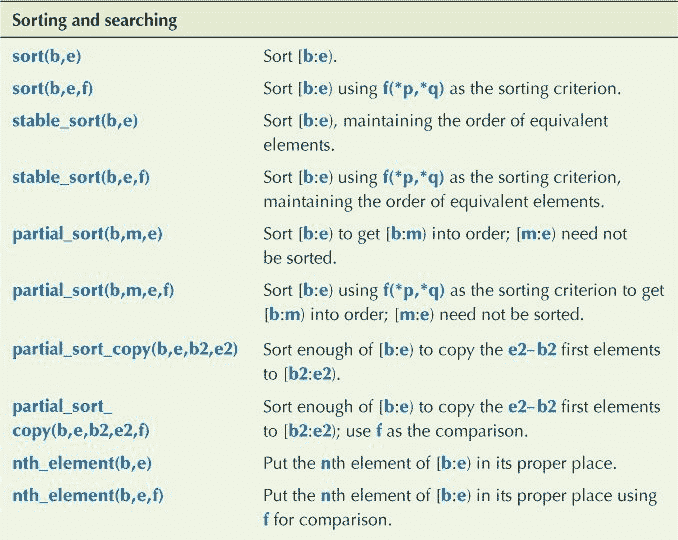 Sorting and searching
sort(b,e) Sort [b:e).
sort(b,e,f) Sort [b:e) using f(*p,*q) as the sorting criterion.
stable_sort(b,e) Sort [b:e), maintaining the order of equivalent
elements.
stable_sort(b,e,f) Sort [b:e) using f(*p,*q) as the sorting criterion,
maintaining the order of equivalent elements.
partial_sort(b,m,e) Sort [b:e) to get [b:m) into order; [m:e) need not
be sorted.
partial_sort(b,m,e,f) Sort [b:e) using f(*p,*q) as the sorting criterion to get
[b:m) into order; [m:e) need not be sorted.
partial_sort_copy(b,e,b2,e2) Sort enough of [b:e) to copy the e2–b2 first elements
to [b2:e2).
partial_sort_ Sort enough of [b:e) to copy the e2–b2 first elements
copy(b,e,b2,e2,f) to [b2:e2); use f as the comparison.
nth_element(b,e) Put the nth element of [b:e) in its proper place.
nth_element(b,e,f) Put the nth element of [b:e) in its proper place using
f for comparison.